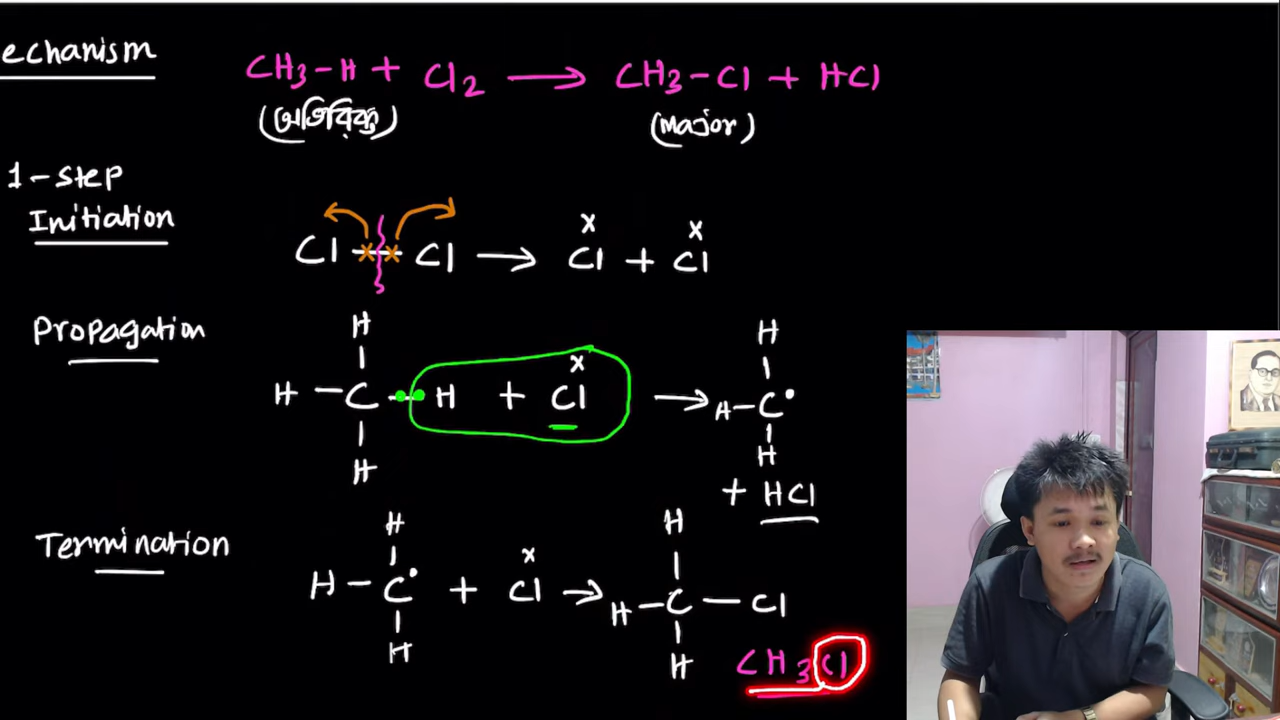 echanism
CH3-H + Cl2 → CH3-Cl + HCl
(অতিৰিক্ত) (Major)
1-step
Initiation
Cl-Cl → Cl + Cl
x x x x
Propagation
H
H-C-H + Cl → H-C•
x
H
H
H
+ HCl
Termination
H
H-C• + Cl → H-C-Cl
x
H
H
H
CH3Cl